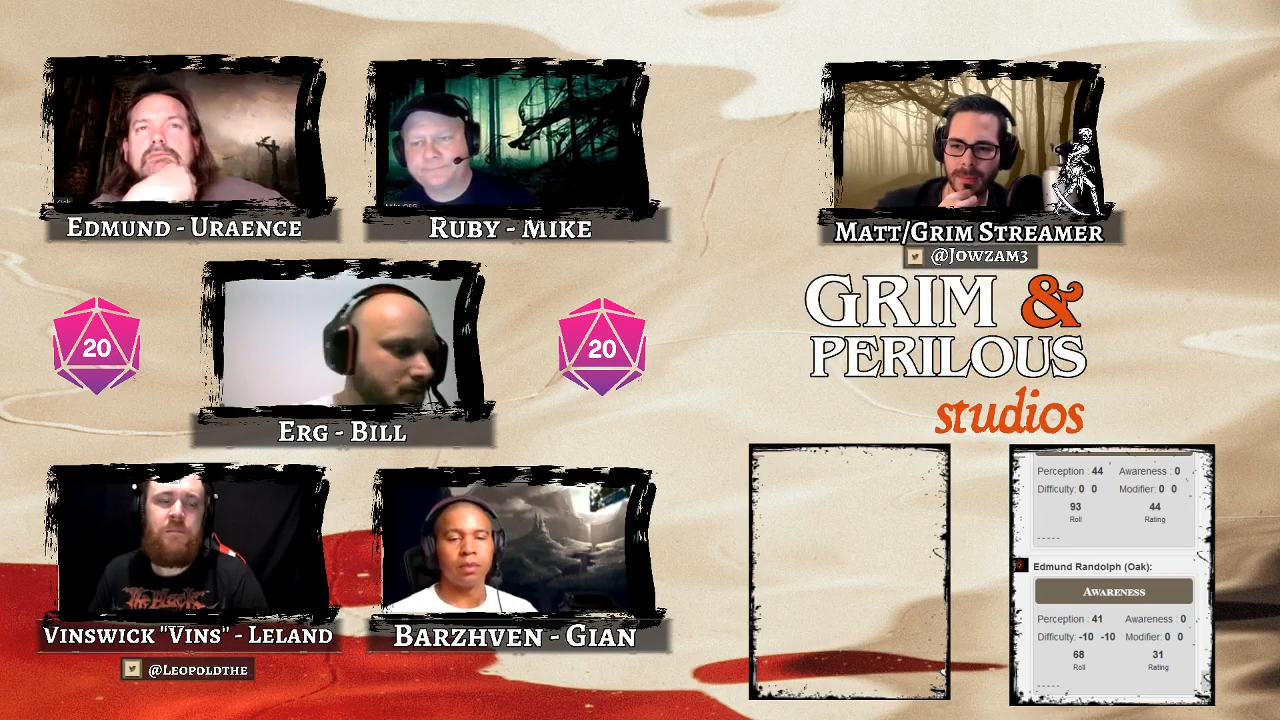 Edmund - Uraence
Ruby - Mike
Matt/Grim Streamer
@Jowzam3
GRIM &
PERILOUS
studios
20
20
Erg - Bill
Vinswick "Vins" - Leland
@Leopoldthe
Barzhven - Gian
Perception : 44 Awareness : 0
Difficulty: 0 0 Modifier: 0 0
93 44
Roll Rating
-----
Edmund Randolph (Oak):
Awareness
Perception : 41 Awareness : 0
Difficulty: -10 -10 Modifier: 0 0
68 31
Roll Rating
-----